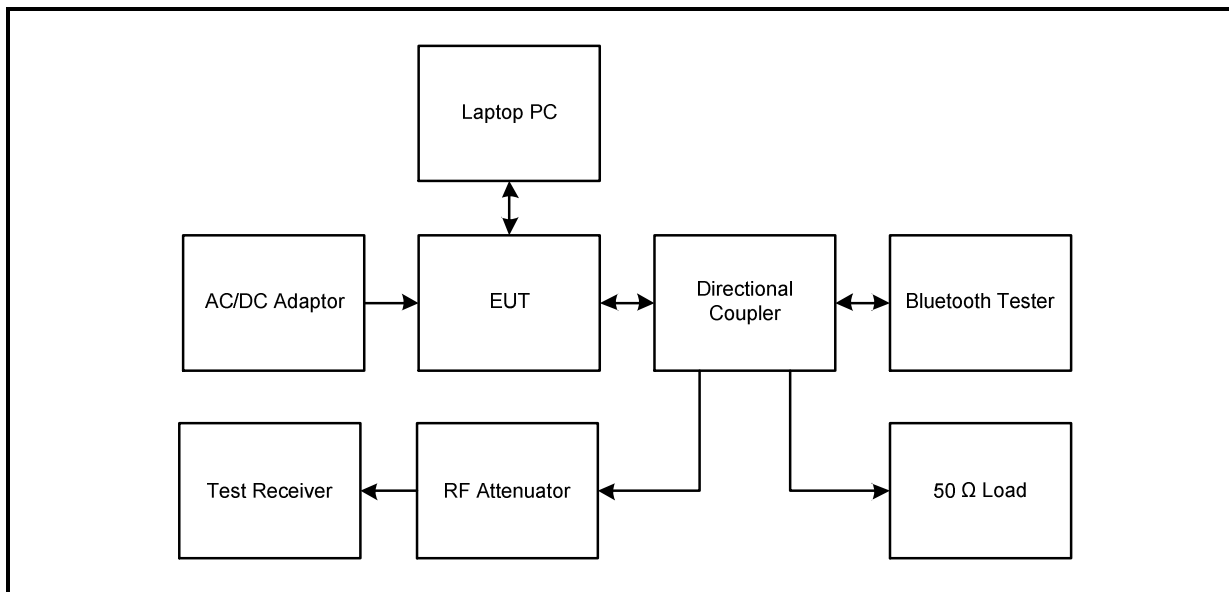 Laptop PC
AC/DC Adaptor
EUT
Directional
Coupler
Bluetooth Tester
Test Receiver
RF Attenuator
50 Ω Load